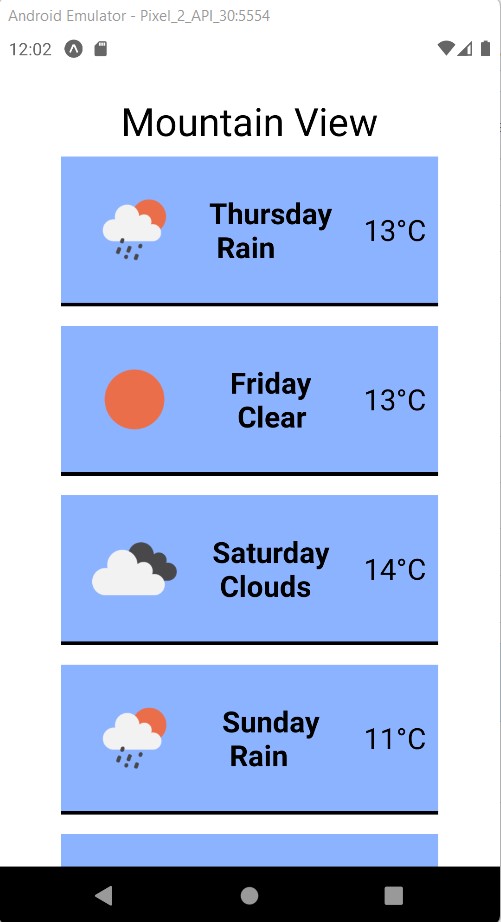 Android Emulator - Pixel_2_API_30:5554
12:02
Mountain View
Thursday
Rain
13°C
Friday
Clear
13°C
Saturday
Clouds
14°C
Sunday
Rain
11°C